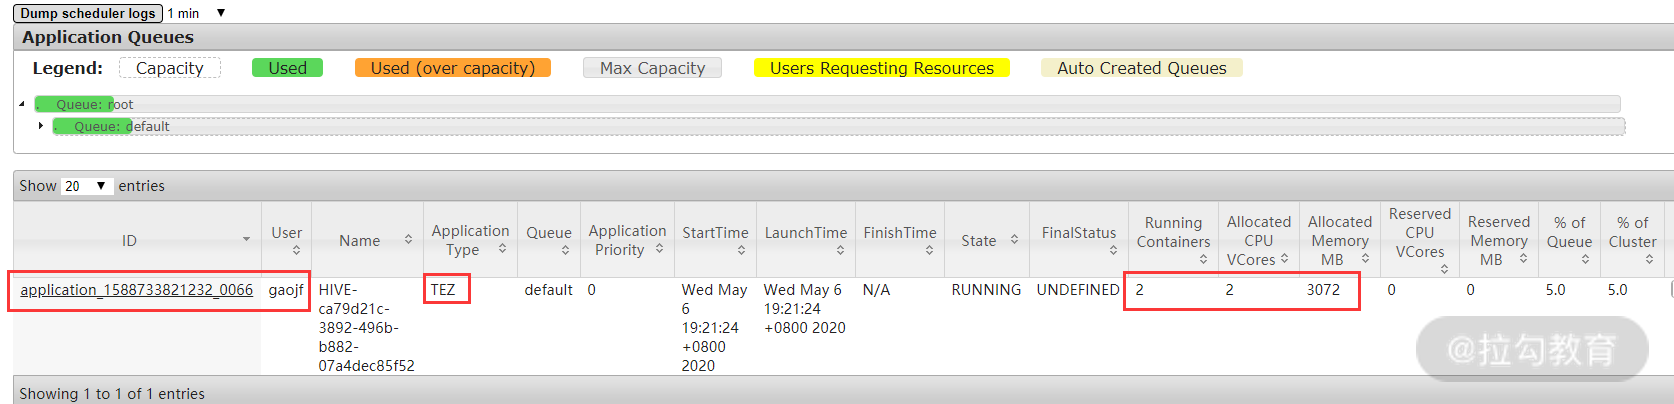 Dump scheduler logs 1 min
Application Queues
Legend: Capacity Used Used (over capacity) Max Capacity Users Requesting Resources Auto Created Queues
. Queue: root
. Queue: default
Show 20 entries
ID User Name Application Type Queue Application Priority StartTime LaunchTime FinishTime State FinalStatus Running Containers Allocated CPU VCores Allocated Memory MB Reserved CPU VCores Reserved Memory MB % of Queue % of Cluster
application_1588733821232_0066 gaojf HIVE-ca79d21c-3892-496b-b882-07a4dec85f52 TEZ default 0 Wed May 6 19:21:24 +0800 2020 Wed May 6 19:21:24 +0800 2020 N/A RUNNING UNDEFINED 2 2 3072 0 0 5.0 5.0
@拉勾教育
Showing 1 to 1 of 1 entries